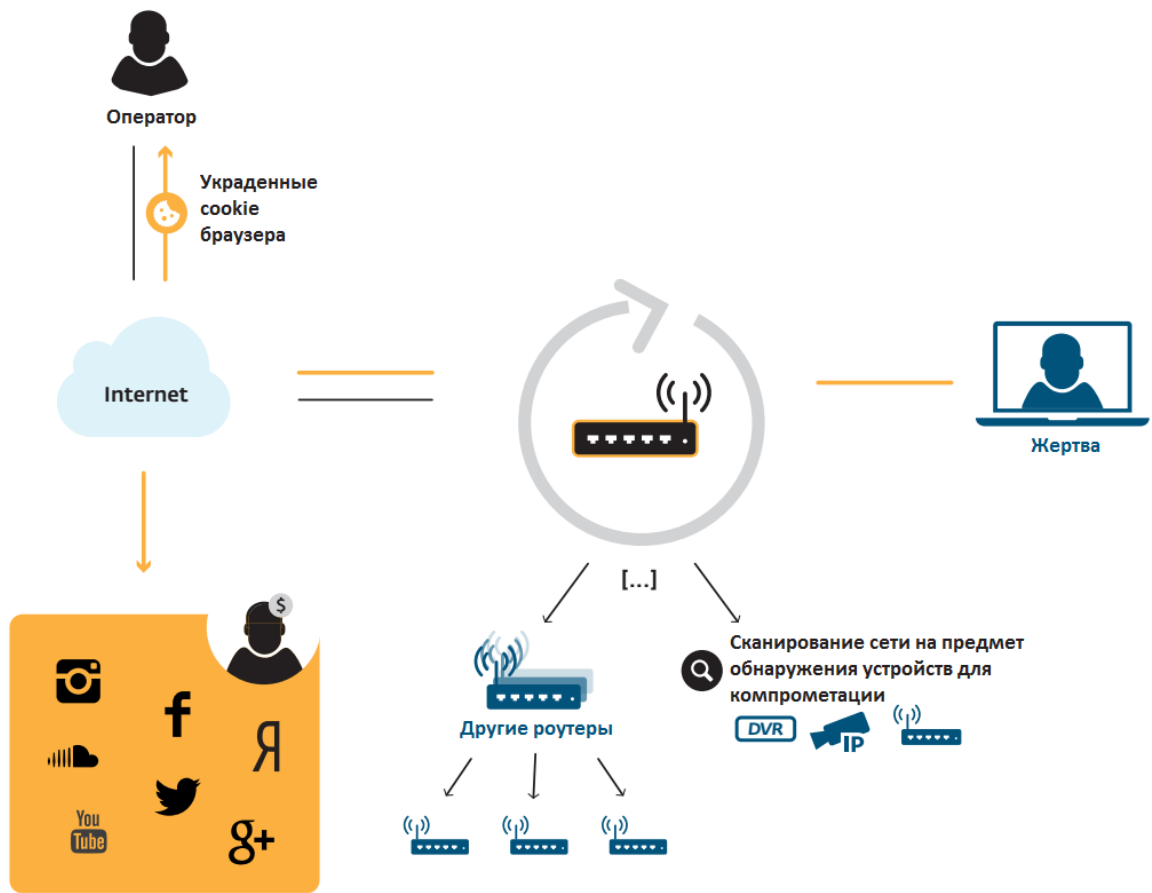 Оператор
Украденные
cookie
браузера
Internet
Жертва
[...]
$
Сканирование сети на предмет
обнаружения устройств для
компрометации
Другие роутеры
DVR
IP
f
Я
You
Tube
g+